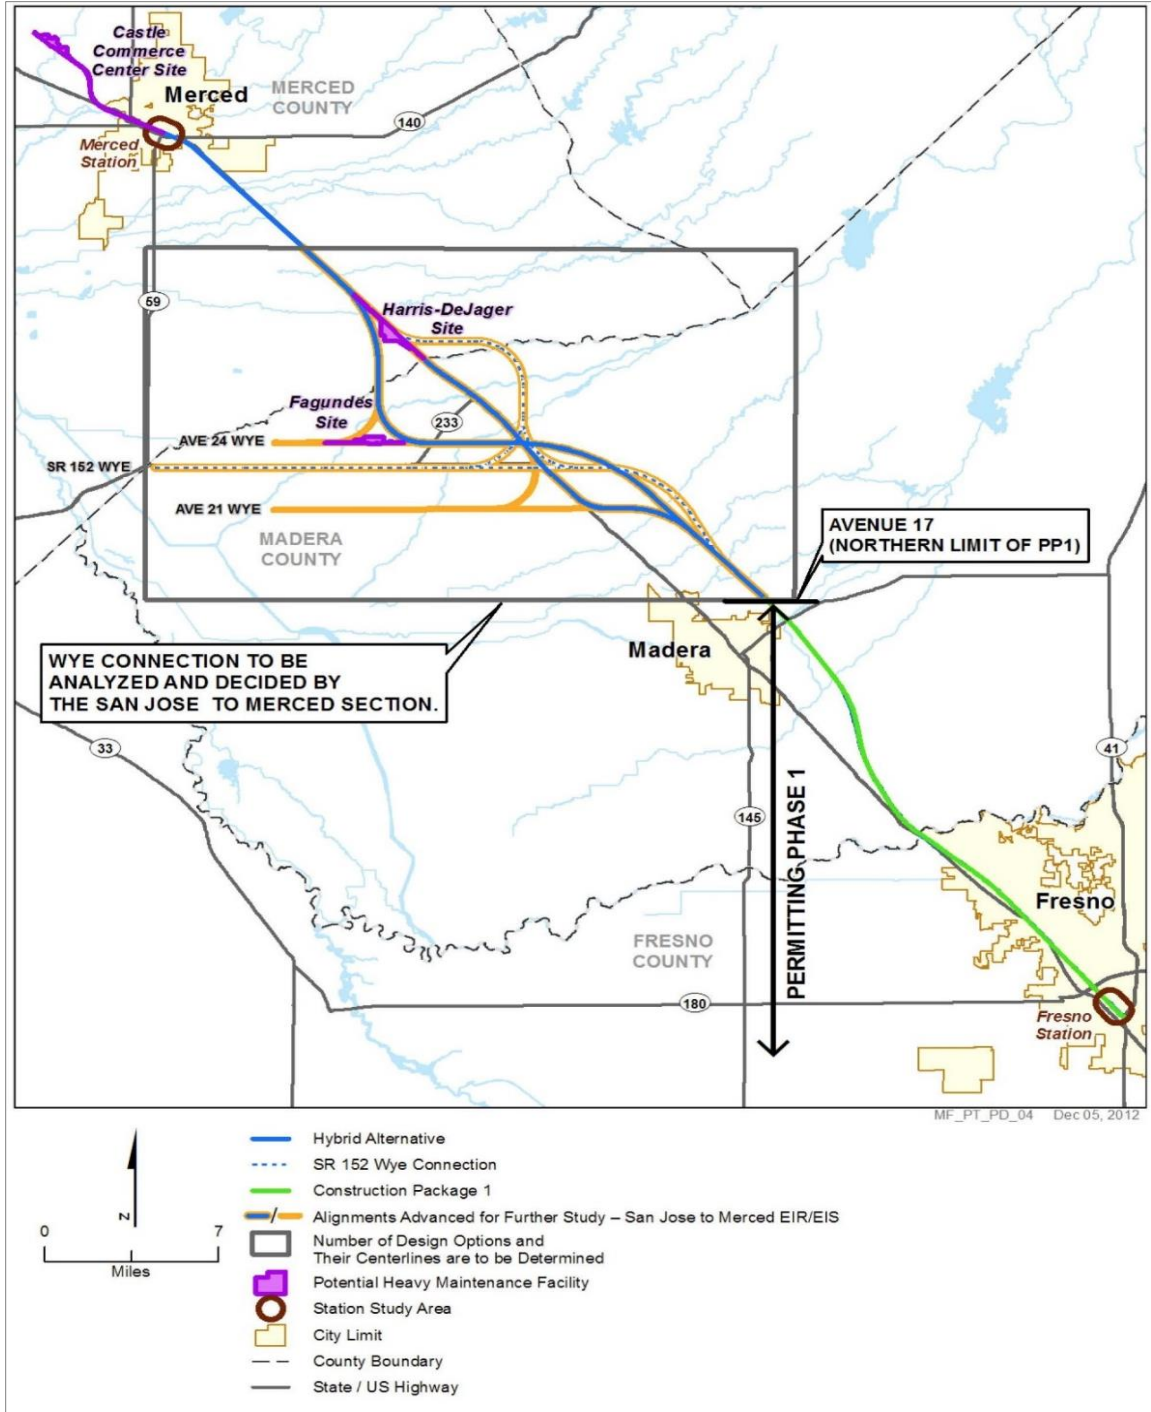 Castle
Commerce
Center Site
Merced
MERCED
COUNTY
140
Merced
Station
59
Harris-DeJager
Site
Fagundes
Site
233
AVE 24 WYE
SR 152 WYE
AVE 21 WYE
MADERA
COUNTY
AVENUE 17
(NORTHERN LIMIT OF PP1)
WYE CONNECTION TO BE
ANALYZED AND DECIDED BY
THE SAN JOSE TO MERCED SECTION.
Madera
33
41
145
PERMITTING PHASE 1
Fresno
FRESNO
COUNTY
180
Fresno
Station
MF_PT_PD_04 Dec 05, 2012
N
0 7
Miles
Hybrid Alternative
SR 152 Wye Connection
Construction Package 1
/ Alignments Advanced for Further Study – San Jose to Merced EIR/EIS
Number of Design Options and
Their Centerlines are to be Determined
Potential Heavy Maintenance Facility
Station Study Area
City Limit
County Boundary
State / US Highway